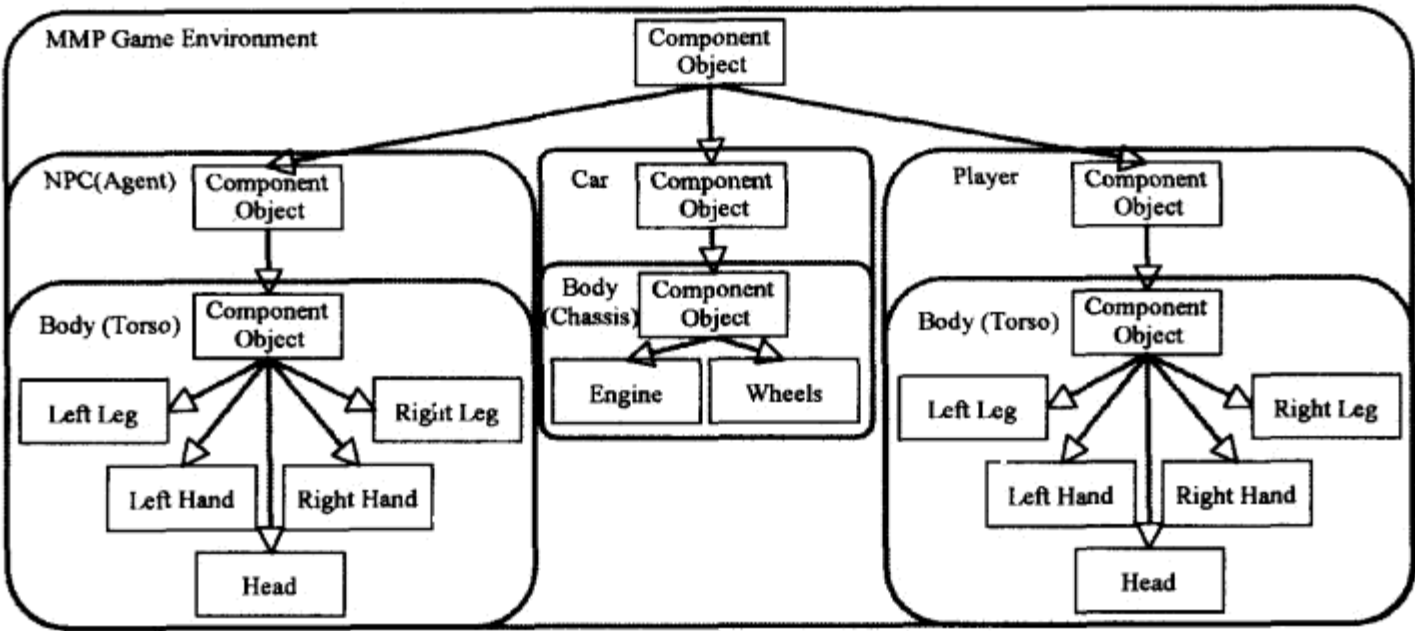 MMP Game Environment
Component
Object
NPC(Agent)
Component
Object
Car
Component
Object
Player
Component
Object
Body (Torso)
Component
Object
Body
(Chassis)
Component
Object
Body (Torso)
Component
Object
Engine
Wheels
Left Leg
Right Leg
Left Hand
Right Hand
Head
Left Leg
Right Leg
Left Hand
Right Hand
Head